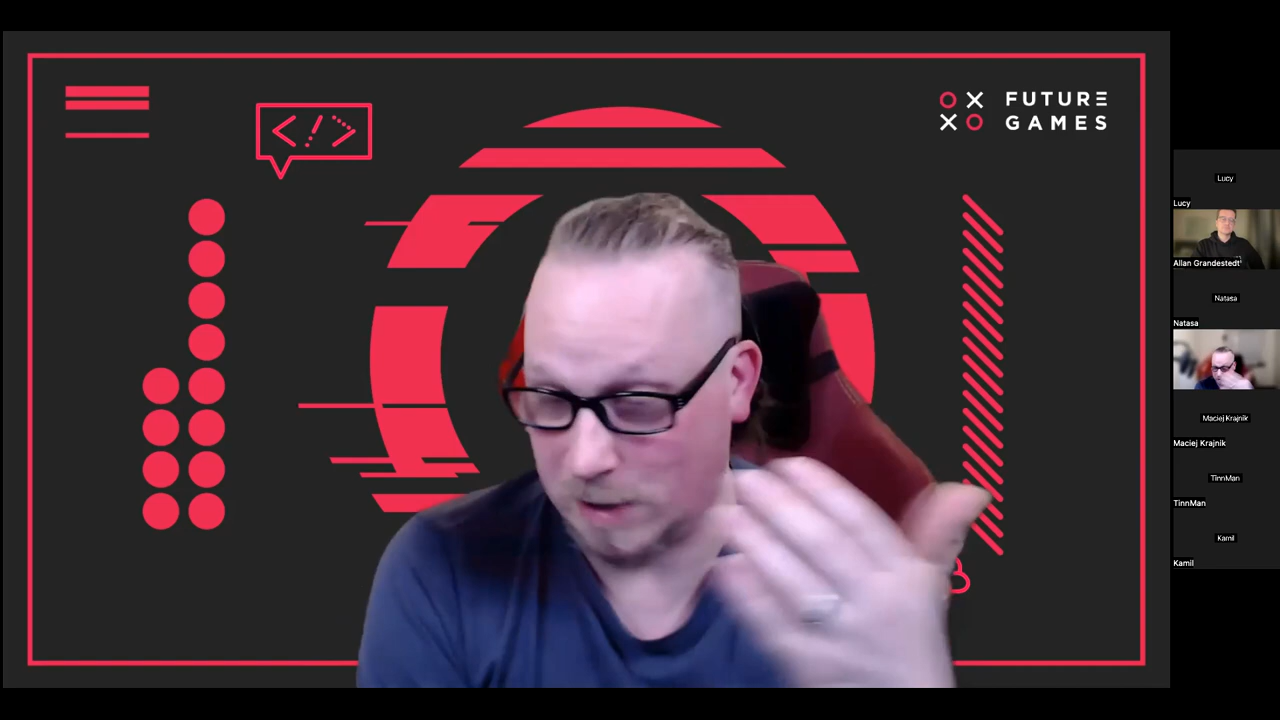 <!>
FUTURE
GAMES
Lucy
Lucy
Allan Grandestedt
Natasa
Natasa
Maciej Krajnik
Maciej Krajnik
TinnMan
TinnMan
Kamil
Kamil